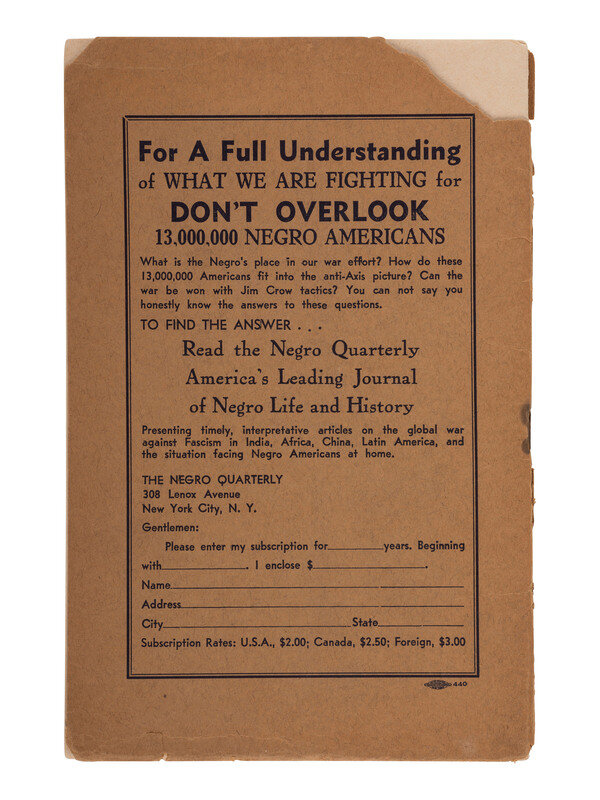 For A Full Understanding
of WHAT WE ARE FIGHTING for
DON'T OVERLOOK
13,000,000 NEGRO AMERICANS
What is the Negro's place in our war effort? How do these
13,000,000 Americans fit into the anti-Axis picture? Can the
war be won with Jim Crow tactics? You can not say you
honestly know the answers to these questions.
TO FIND THE ANSWER . . .
Read the Negro Quarterly
America's Leading Journal
of Negro Life and History
Presenting timely, interpretative articles on the global war
against Fascism in India, Africa, China, Latin America, and
the situation facing Negro Americans at home.
THE NEGRO QUARTERLY
308 Lenox Avenue
New York City, N. Y.
Gentlemen:
Please enter my subscription for__________years. Beginning
with________________. I enclose $____________________.
Name
Address
City____________________State____________________
Subscription Rates: U.S.A., $2.00; Canada, $2.50; Foreign, $3.00
440